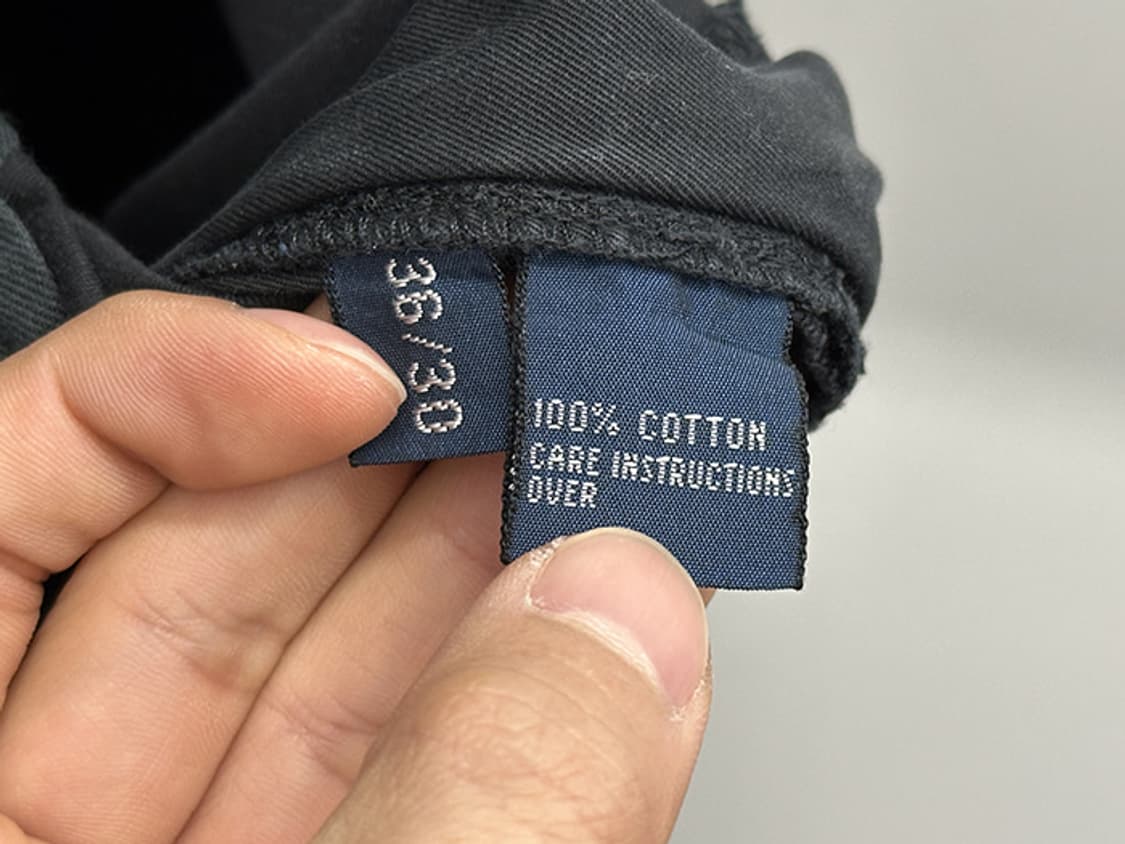 36/30
100% COTTON
CARE INSTRUCTIONS
OVER